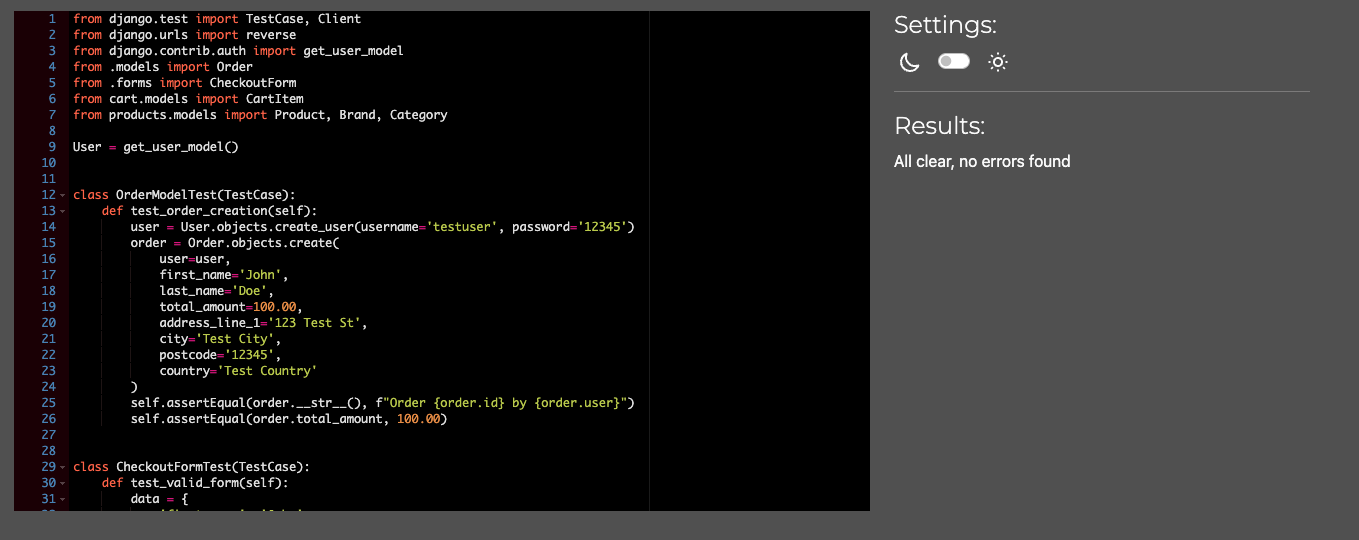 1 from django.test import TestCase, Client
2 from django.urls import reverse
3 from django.contrib.auth import get_user_model
4 from .models import Order
5 from .forms import CheckoutForm
6 from cart.models import CartItem
7 from products.models import Product, Brand, Category
8
9 User = get_user_model()
10
11
12 class OrderModelTest(TestCase):
13     def test_order_creation(self):
14         user = User.objects.create_user(username='testuser', password='12345')
15         order = Order.objects.create(
16             user=user,
17             first_name='John',
18             last_name='Doe',
19             total_amount=100.00,
20             address_line_1='123 Test St',
21             city='Test City',
22             postcode='12345',
23             country='Test Country'
24         )
25         self.assertEqual(order.__str__(), f"Order {order.id} by {order.user}")
26         self.assertEqual(order.total_amount, 100.00)
27
28
29 class CheckoutFormTest(TestCase):
30     def test_valid_form(self):
31         data = {
Settings:
Results:
All clear, no errors found